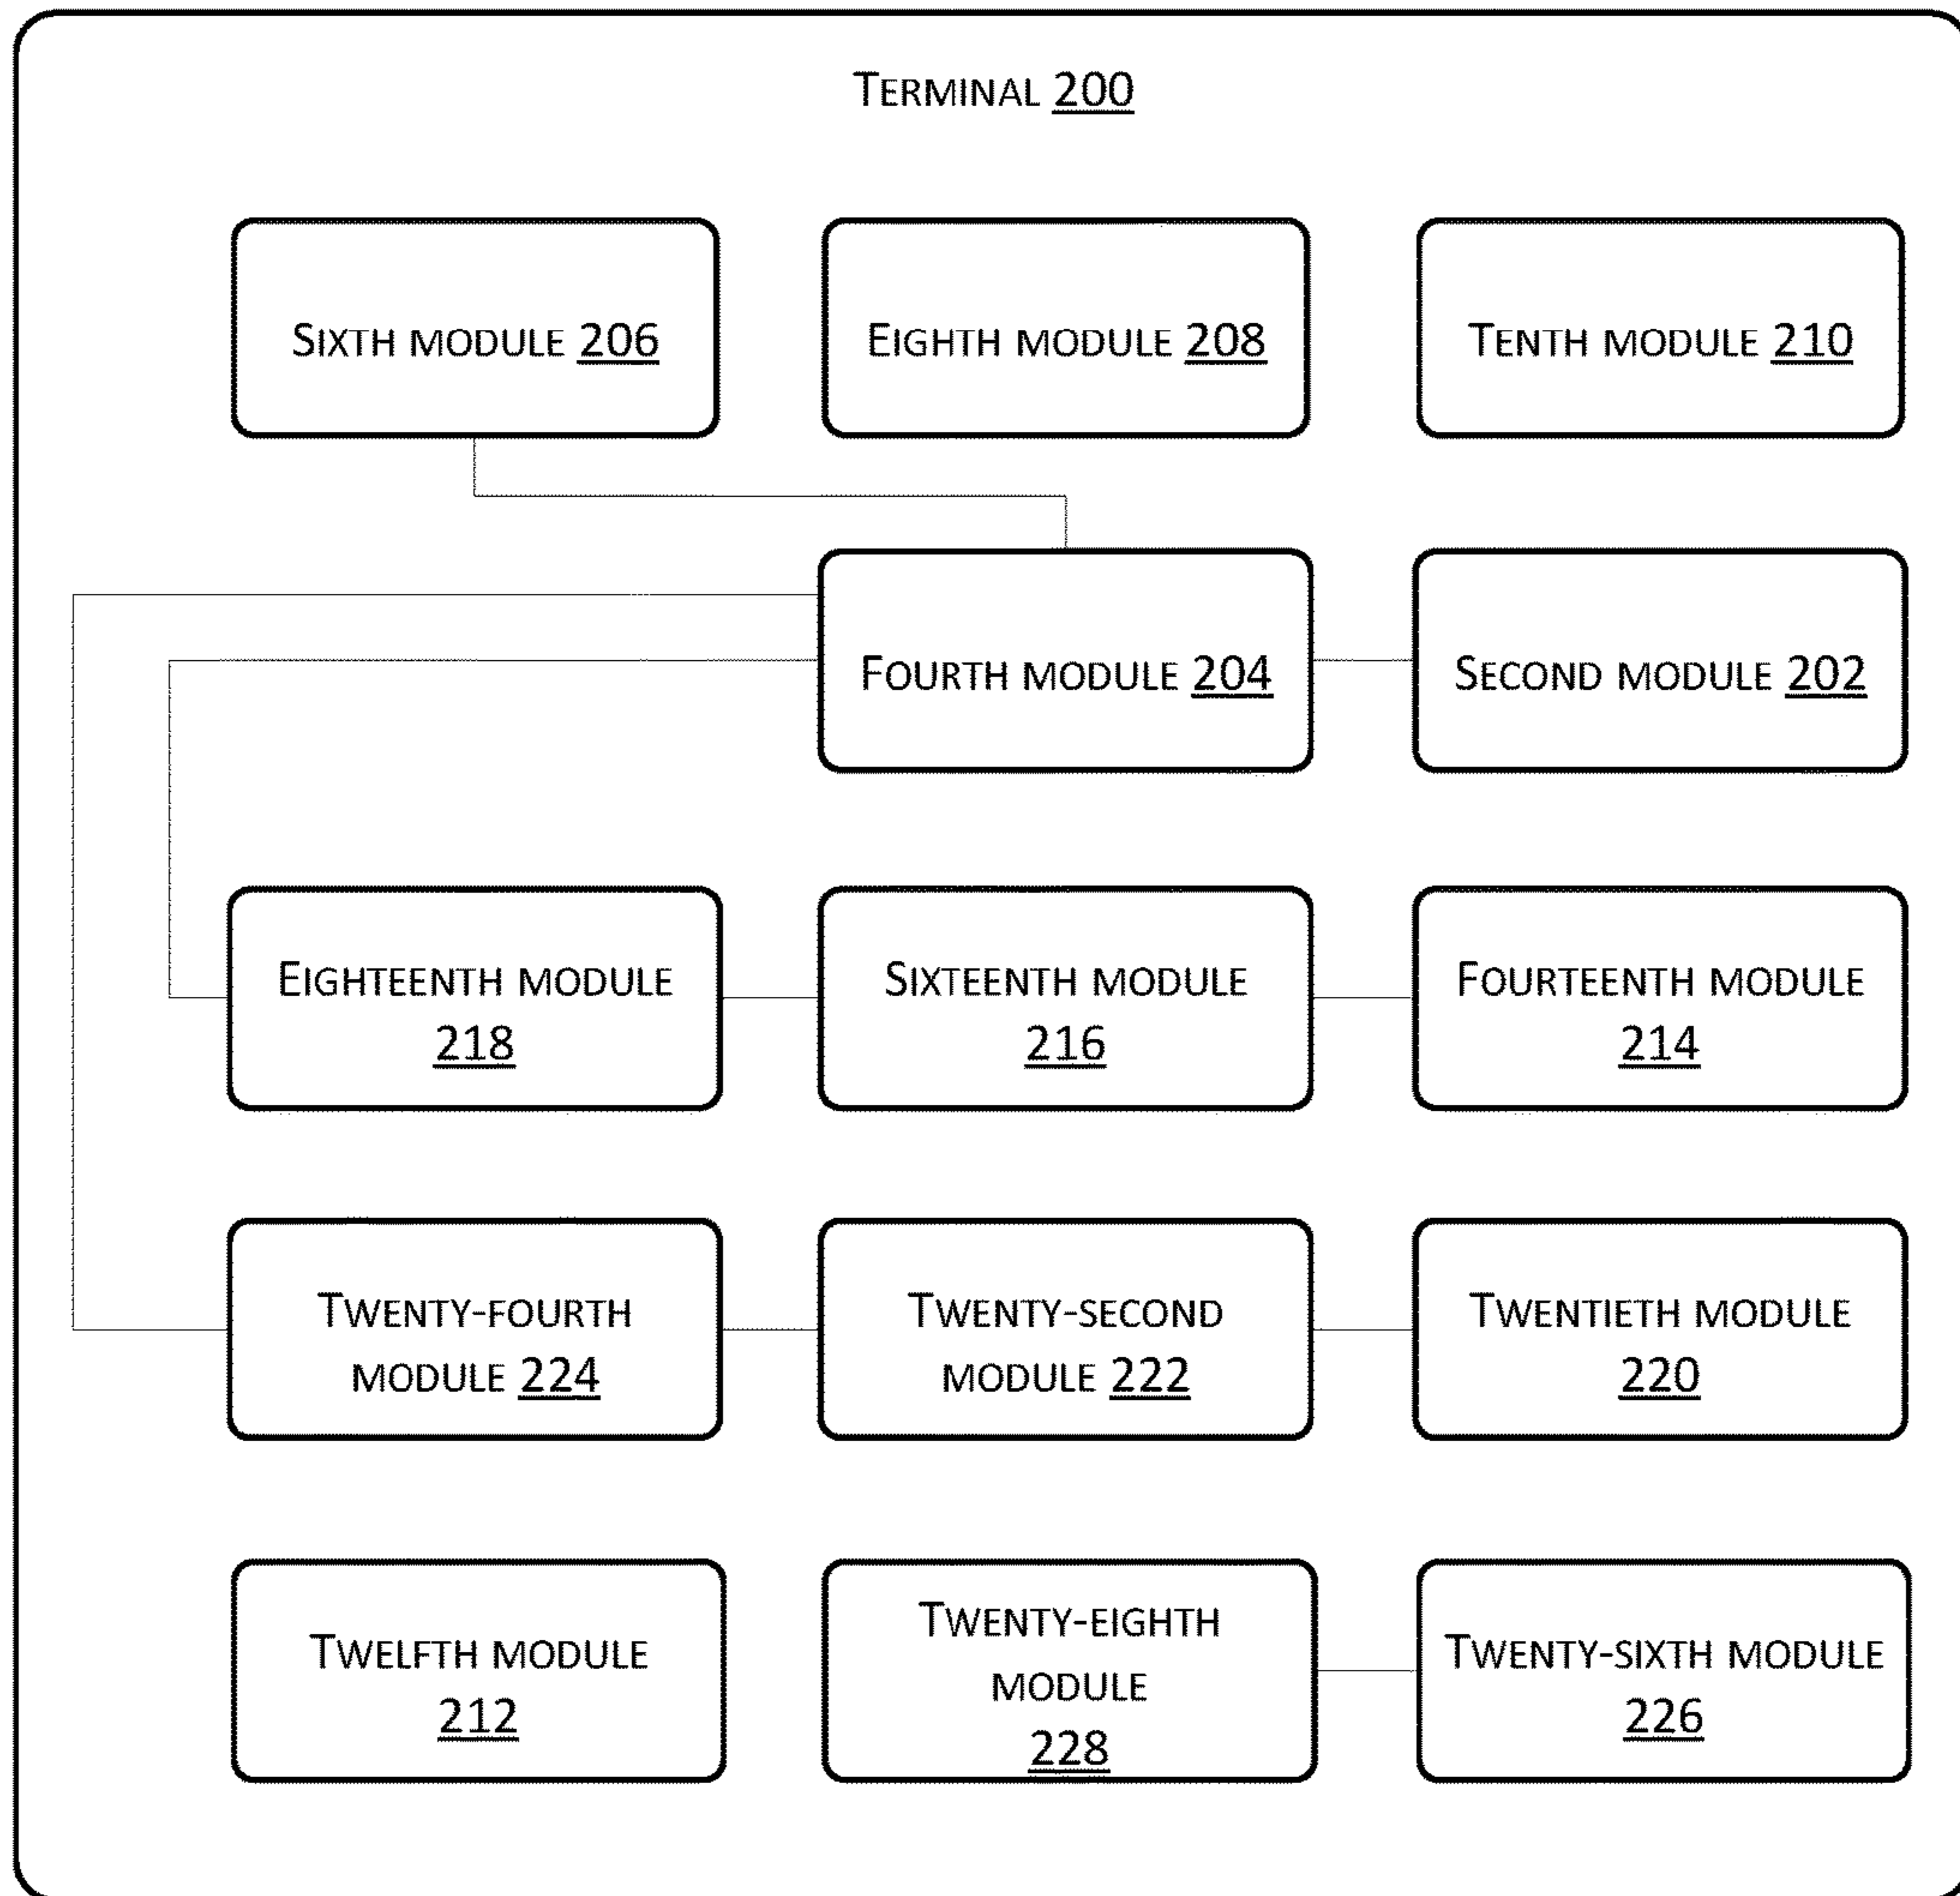 TERMINAL 200
SIXTH MODULE 206
EIGHTH MODULE 208
TENTH MODULE 210
FOURTH MODULE 204
SECOND MODULE 202
EIGHTEENTH MODULE
218
SIXTEENTH MODULE
216
FOURTEENTH MODULE
214
TWENTY-FOURTH
MODULE 224
TWENTY-SECOND
MODULE 222
TWENTIETH MODULE
220
TWELFTH MODULE
212
TWENTY-EIGHTH
MODULE
228
TWENTY-SIXTH MODULE
226